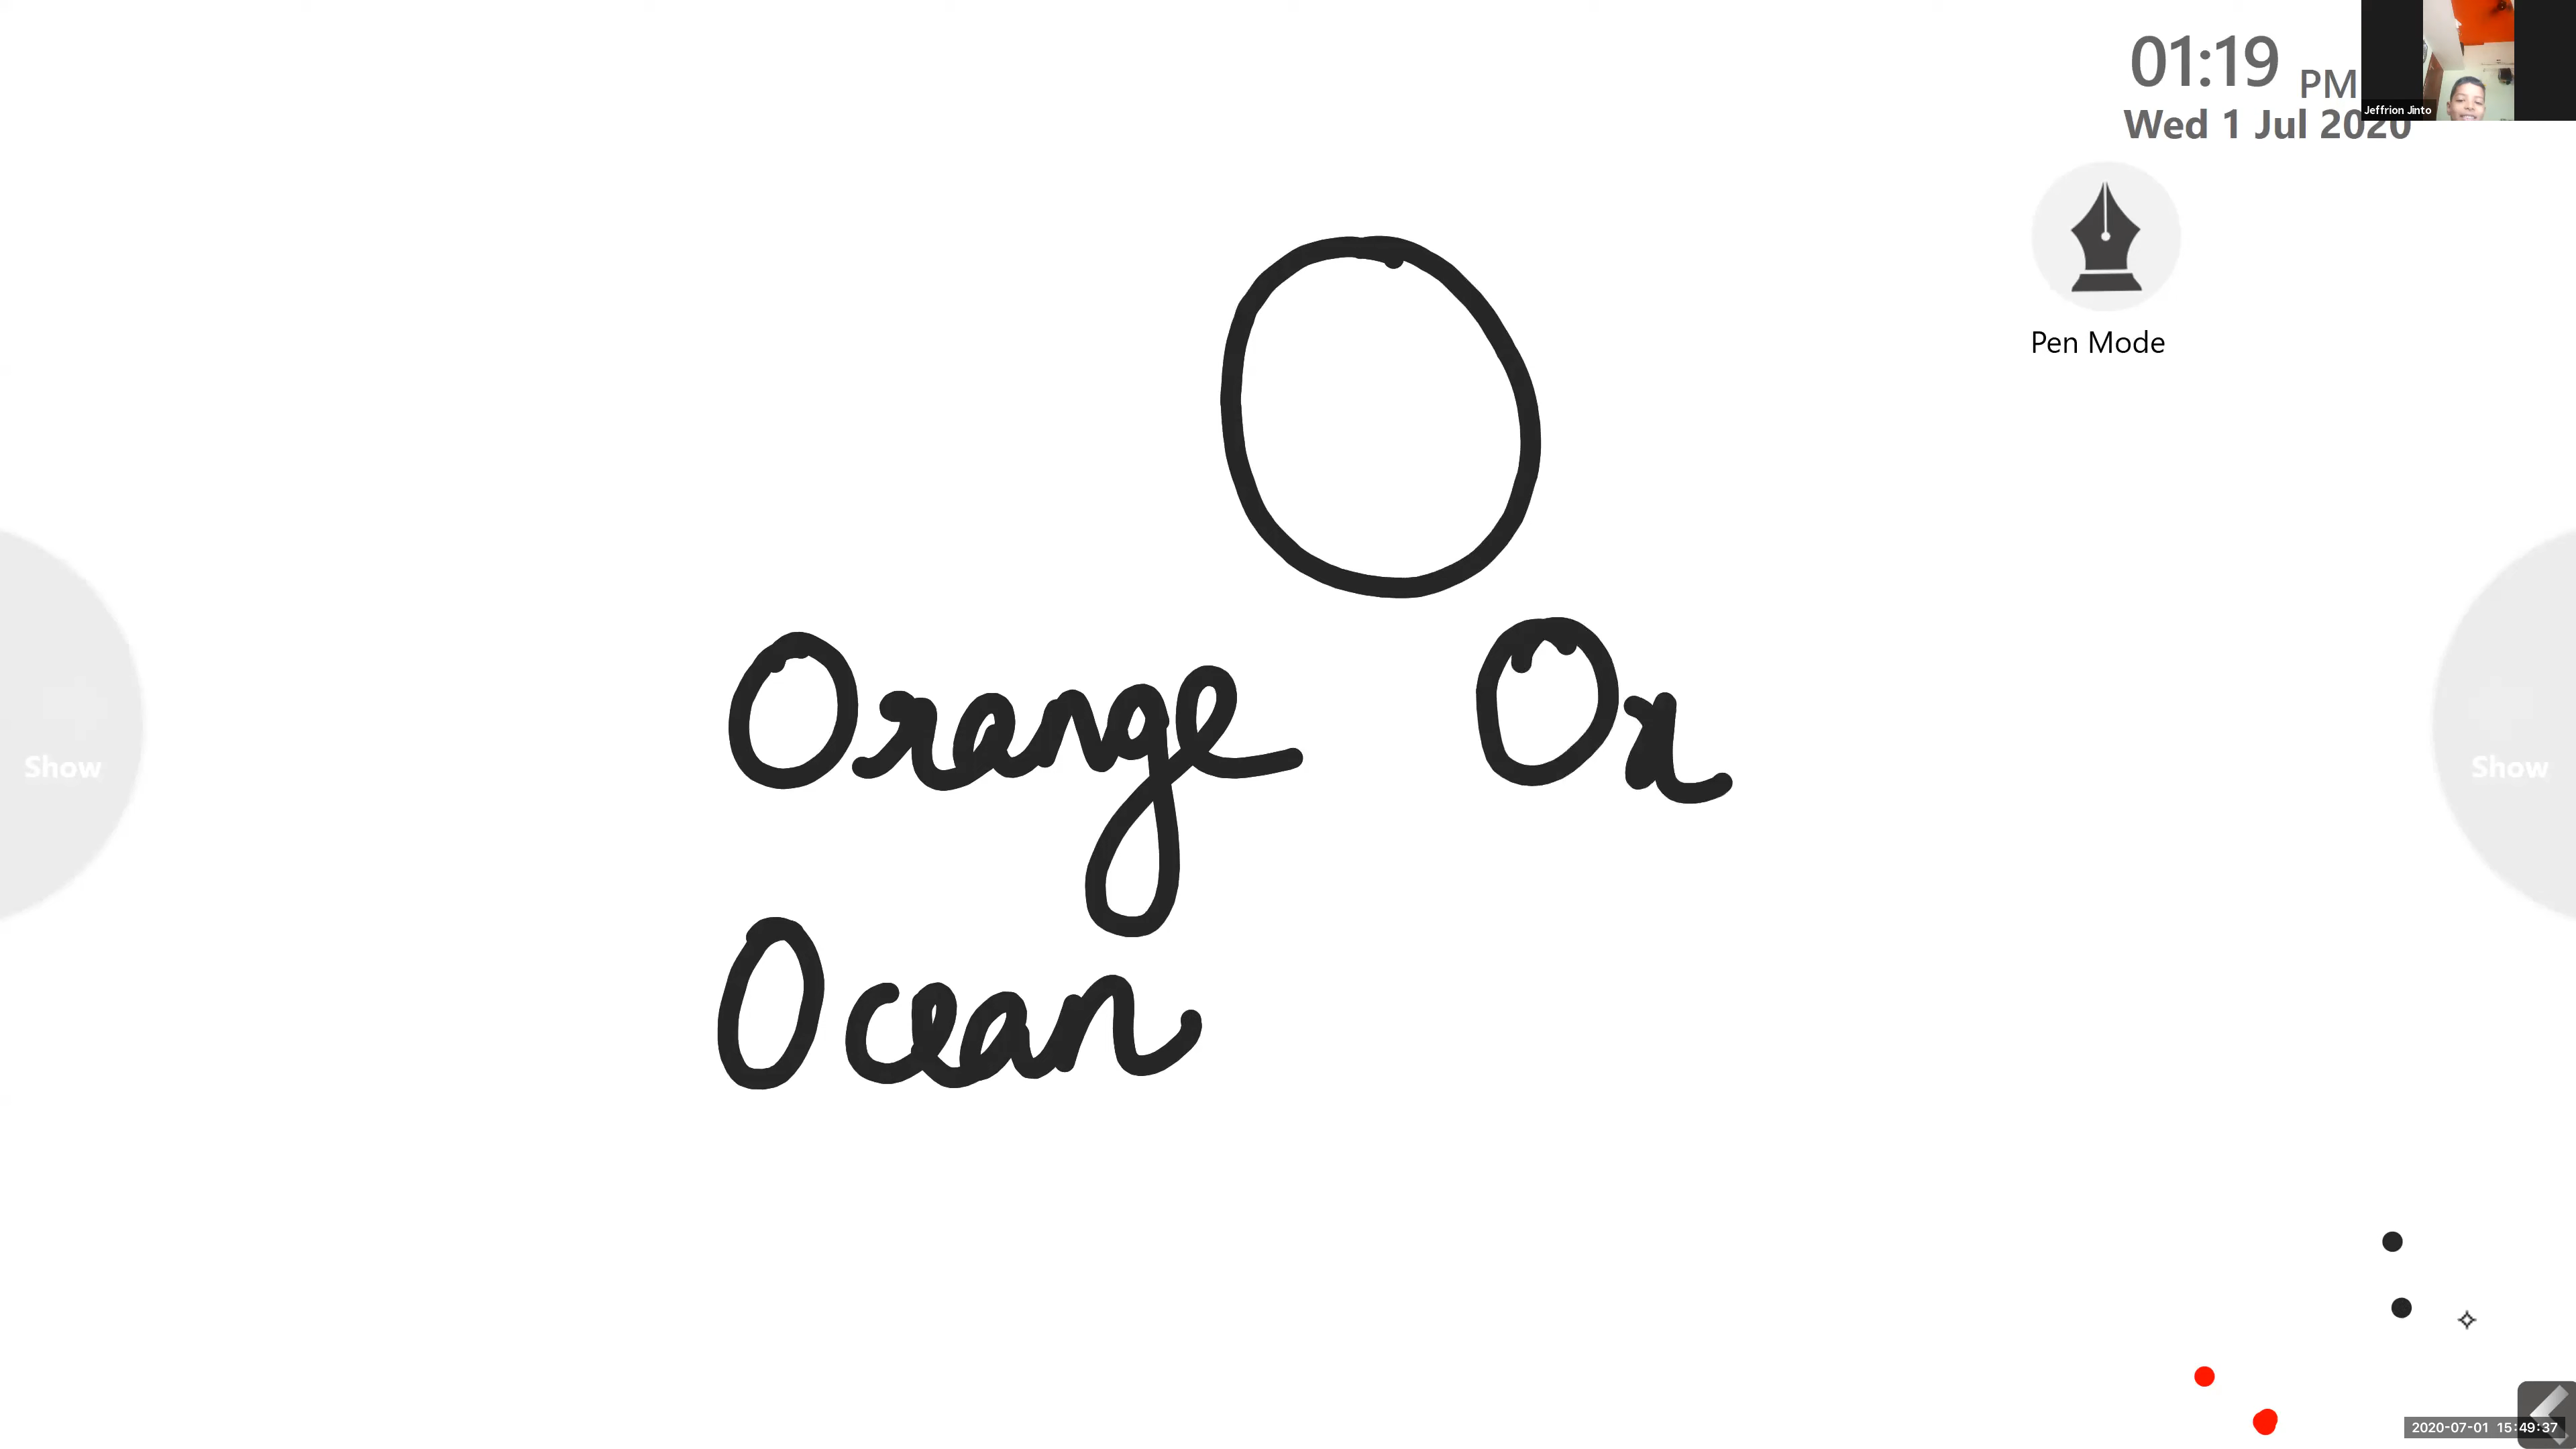 01:19 PM
Jeffrion Jinto
Wed 1 Jul 2020
Pen Mode
O
Orange Ox
Show Show
Ocean
2020-07-01 15:49:37